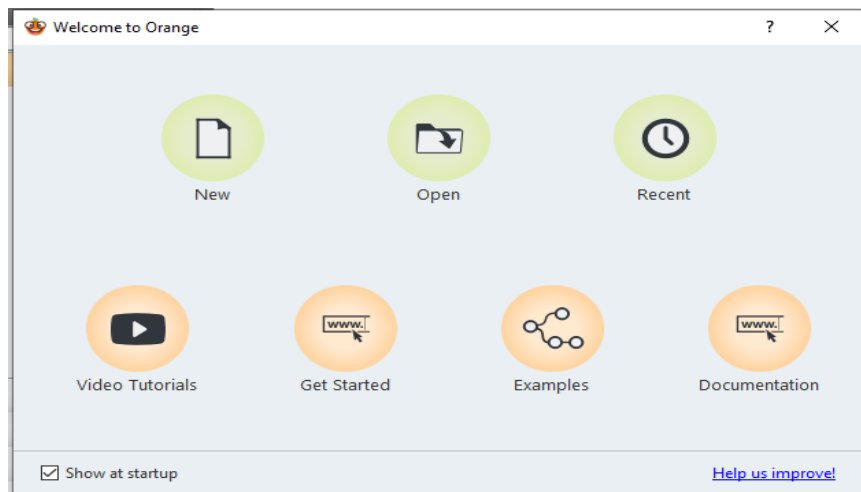 Welcome to Orange ?
New Open Recent
www. www.
Video Tutorials Get Started Examples Documentation
Show at startup Help us improve!